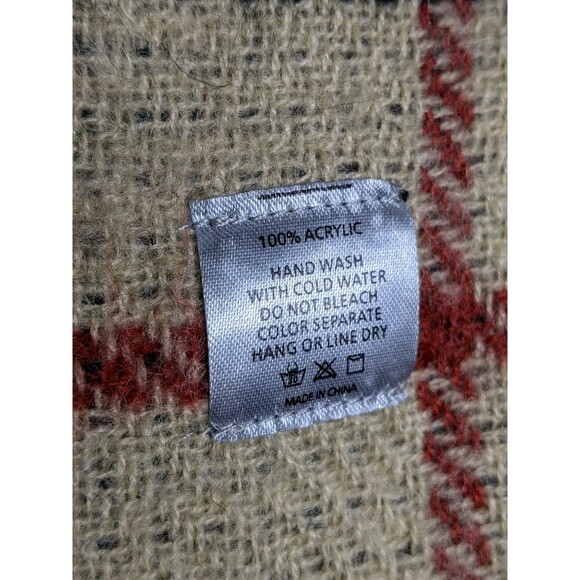 100% ACRYLIC
HAND WASH
WITH COLD WATER
DO NOT BLEACH
COLOR SEPARATE
HANG OR LINE DRY
MADE IN CHINA